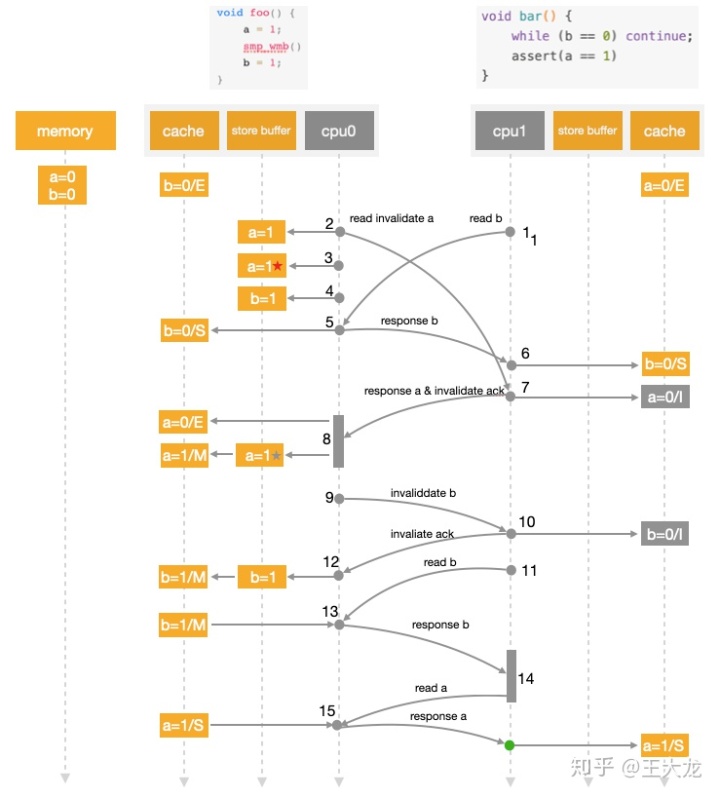 void foo() {
a = 1;
smp_wmb()
b = 1;
}
void bar() {
while (b == 0) continue;
assert(a == 1)
}
memory
cache
store buffer
cpu0
cpu1
store buffer
cache
a=0
b=0
b=0/E
a=0/E
a=1
2
read invalidate a
read b
1
1
a=1★
3
b=1
4
b=0/S
5
response b
6
b=0/S
7
a=0/I
response a & invalidate ack
a=0/E
8
a=1/M
a=1★
9
invaliddate b
10
b=0/I
invaliate ack
12
b=1/M
b=1
read b
11
13
b=1/M
response b
14
read a
15
a=1/S
response a
a=1/S
知乎 @王大龙